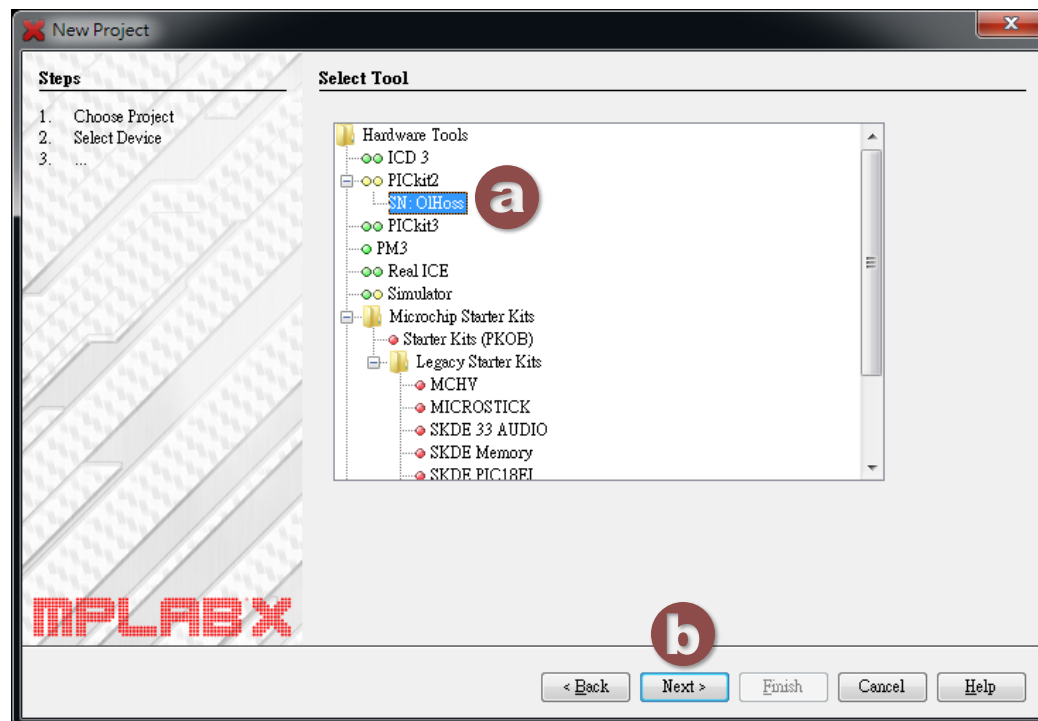 New Project
Steps
1. Choose Project
2. Select Device
3. ...
Select Tool
Hardware Tools
ICD 3
PICkit2
SN: OlHoss
a
PICkit3
PM3
Real ICE
Simulator
Microchip Starter Kits
Starter Kits (PKOB)
Legacy Starter Kits
MCHV
MICROSTICK
SKDE 33 AUDIO
SKDE Memory
SKDE PIC18FJ
MPLAB X
b
< Back Next > Finish Cancel Help